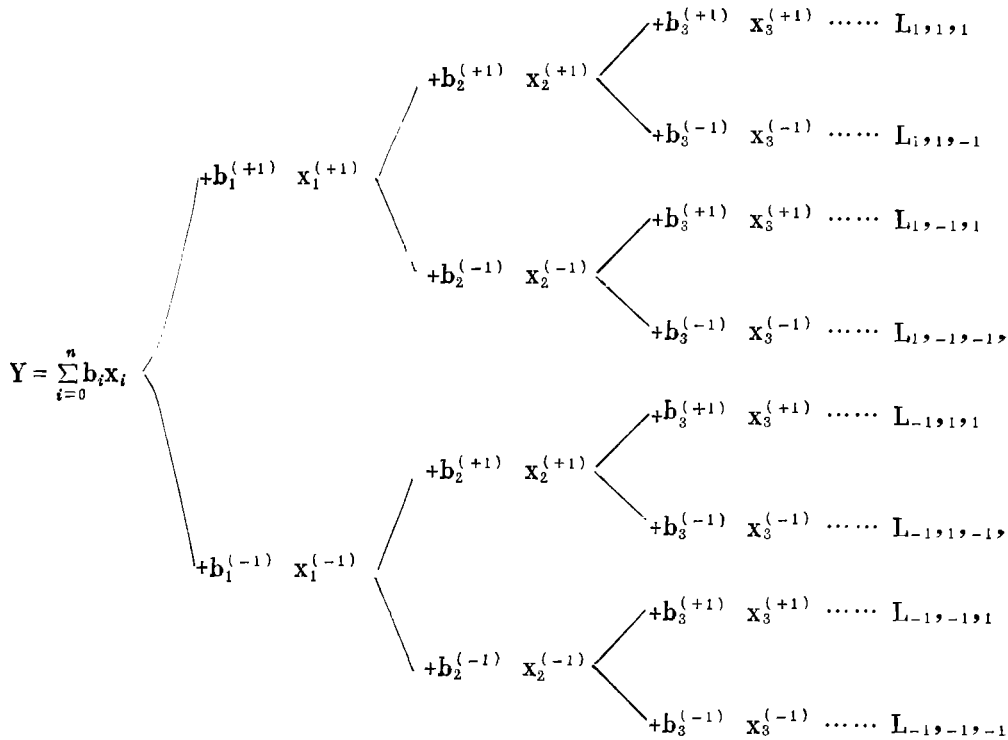 +b₃⁽⁺¹⁾ x₃⁽⁺¹⁾ …… L₁,₁,₁
+b₂⁽⁺¹⁾ x₂⁽⁺¹⁾
+b₃⁽⁻¹⁾ x₃⁽⁻¹⁾ …… L₁,₁,₋₁
+b₁⁽⁺¹⁾ x₁⁽⁺¹⁾
+b₃⁽⁺¹⁾ x₃⁽⁺¹⁾ …… L₁,₋₁,₁
+b₂⁽⁻¹⁾ x₂⁽⁻¹⁾
+b₃⁽⁻¹⁾ x₃⁽⁻¹⁾ …… L₁,₋₁,₋₁,
Y = ∑ⁿᵢ₌₀ bᵢxᵢ
+b₃⁽⁺¹⁾ x₃⁽⁺¹⁾ …… L₋₁,₁,₁
+b₂⁽⁺¹⁾ x₂⁽⁺¹⁾
+b₃⁽⁻¹⁾ x₃⁽⁻¹⁾ …… L₋₁,₁,₋₁,
+b₁⁽⁻¹⁾ x₁⁽⁻¹⁾
+b₃⁽⁺¹⁾ x₃⁽⁺¹⁾ …… L₋₁,₋₁,₁
+b₂⁽⁻¹⁾ x₂⁽⁻¹⁾
+b₃⁽⁻¹⁾ x₃⁽⁻¹⁾ …… L₋₁,₋₁,₋₁